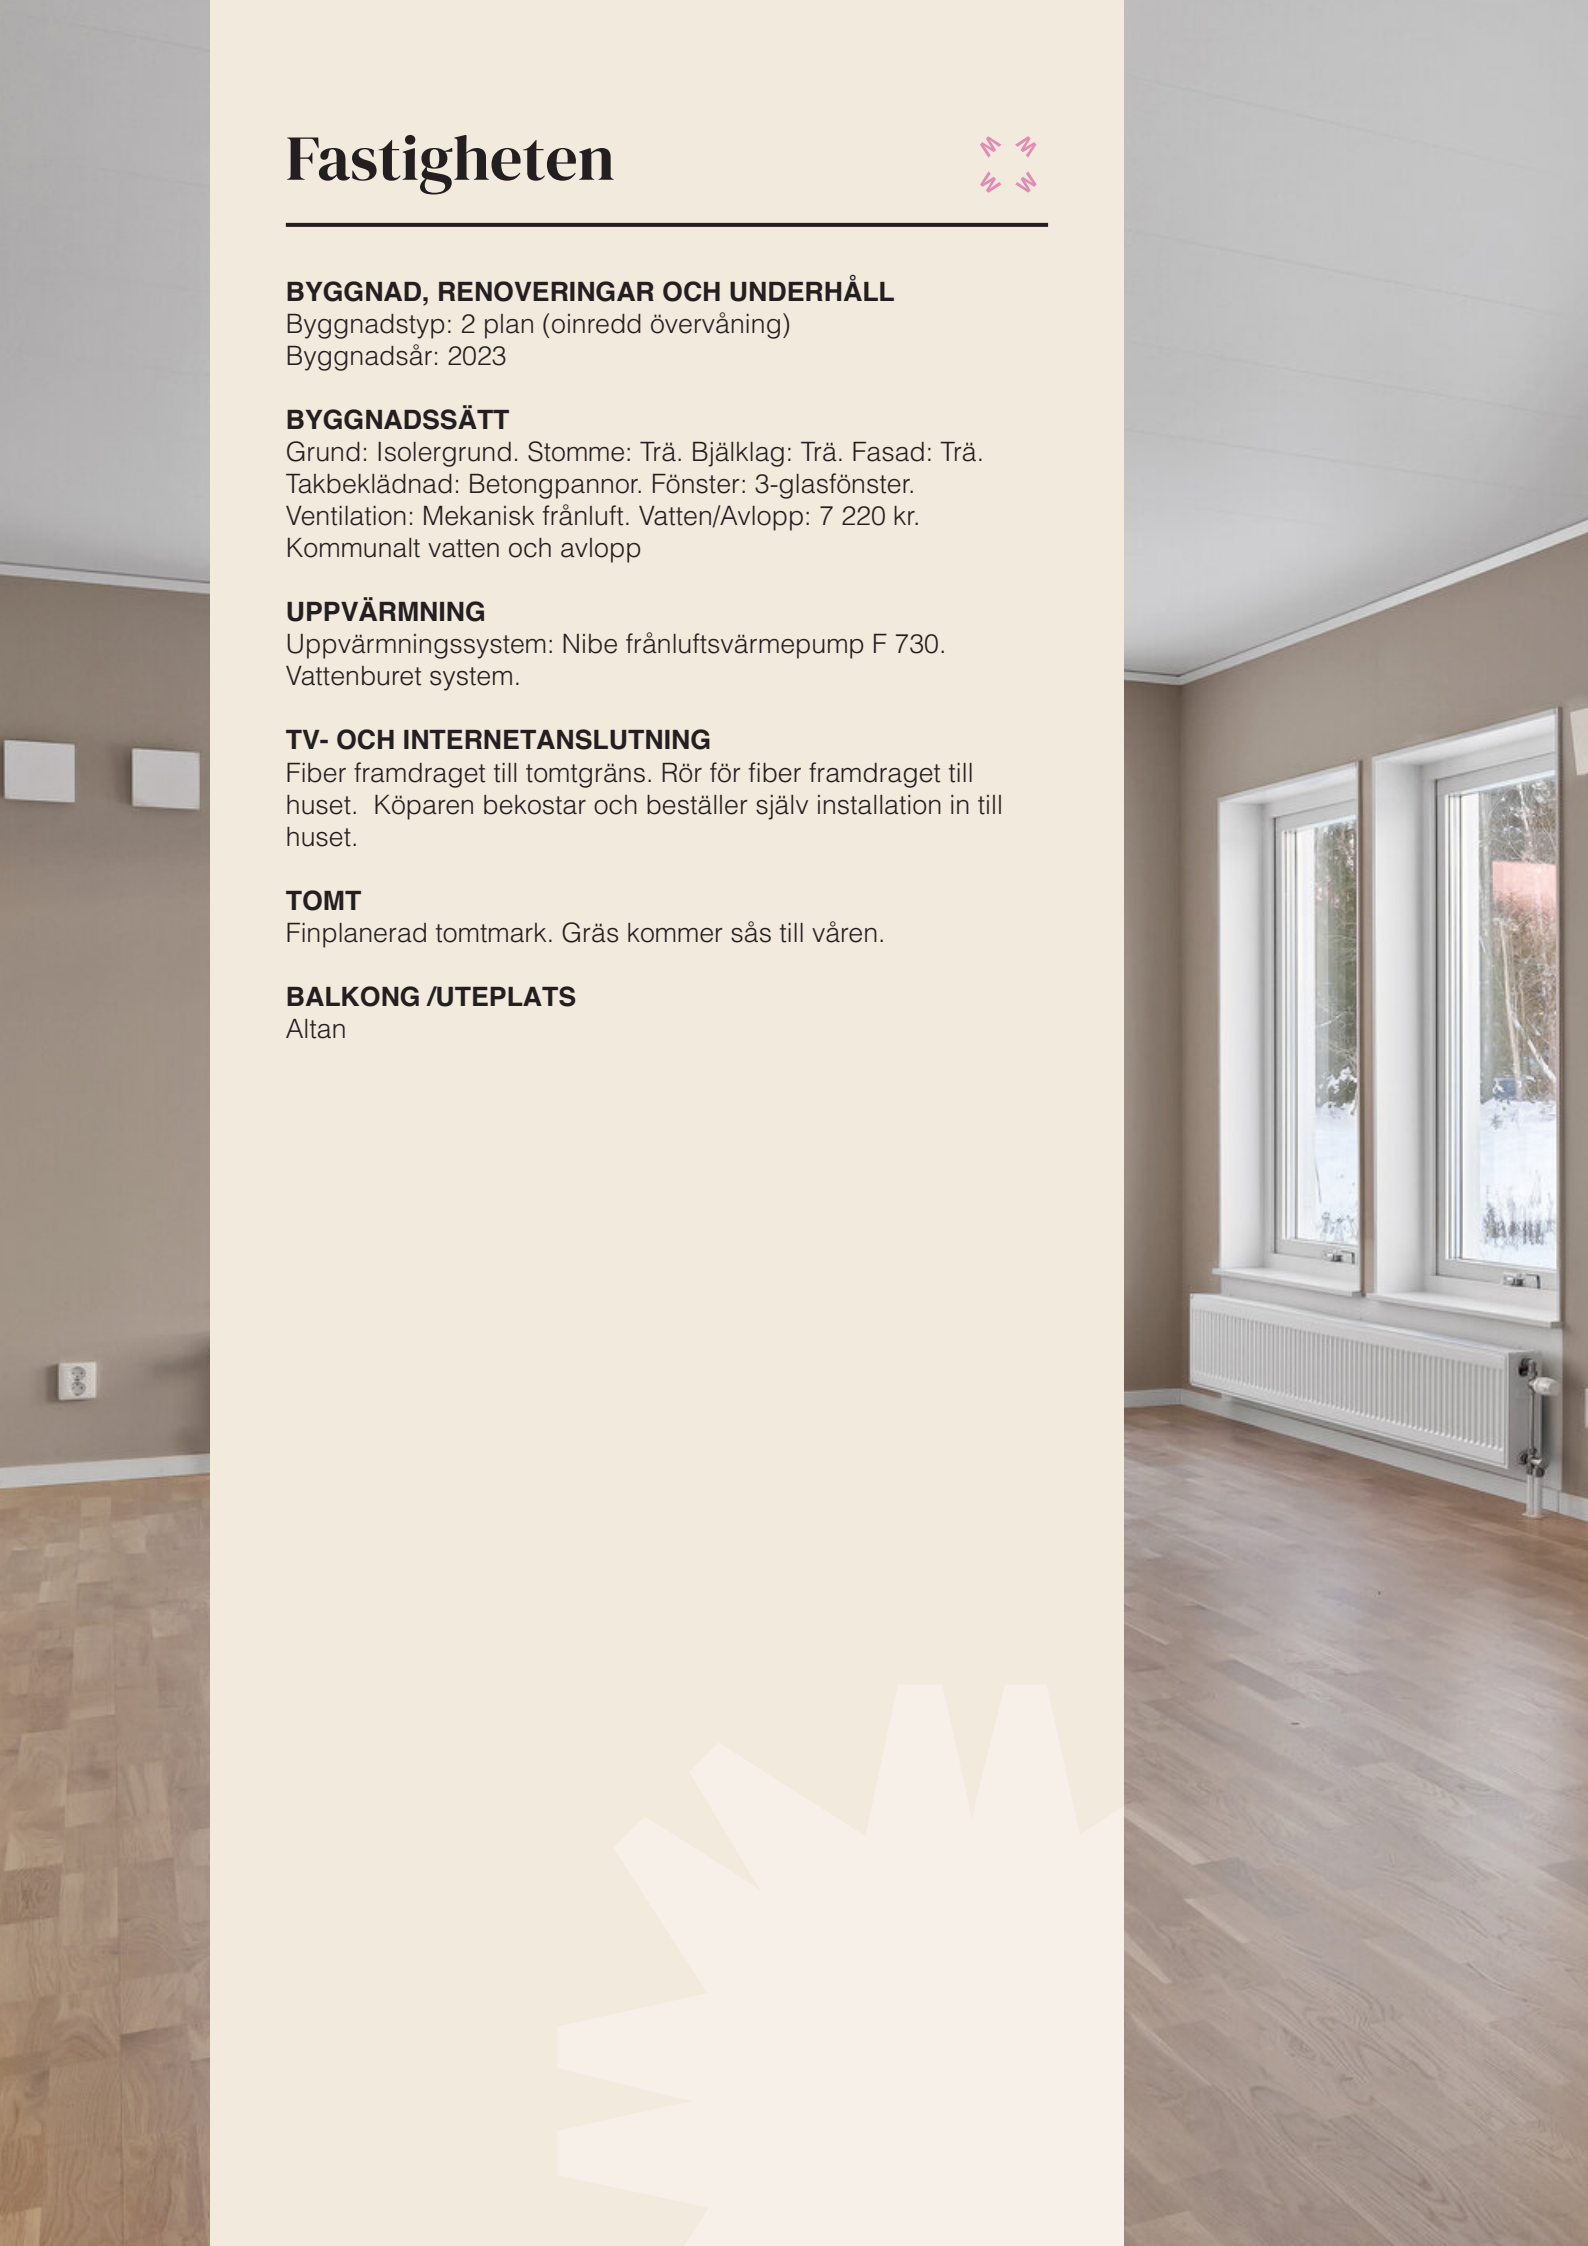 Fastigheten
BYGGNAD, RENOVERINGAR OCH UNDERHÅLL
Byggnadstyp: 2 plan (oinredd övervåning)
Byggnadsår: 2023
BYGGNADSSÄTT
Grund: Isolergrund. Stomme: Trä. Bjälklag: Trä. Fasad: Trä.
Takbeklädnad: Betongpannor. Fönster: 3-glasfönster.
Ventilation: Mekanisk frånluft. Vatten/Avlopp: 7 220 kr.
Kommunalt vatten och avlopp
UPPVÄRMNING
Uppvärmningssystem: Nibe frånluftsvärmepump F 730.
Vattenburet system.
TV- OCH INTERNETANSLUTNING
Fiber framdraget till tomtgräns. Rör för fiber framdraget till
huset.  Köparen bekostar och beställer själv installation in till
huset.
TOMT
Finplanerad tomtmark. Gräs kommer sås till våren.
BALKONG /UTEPLATS
Altan